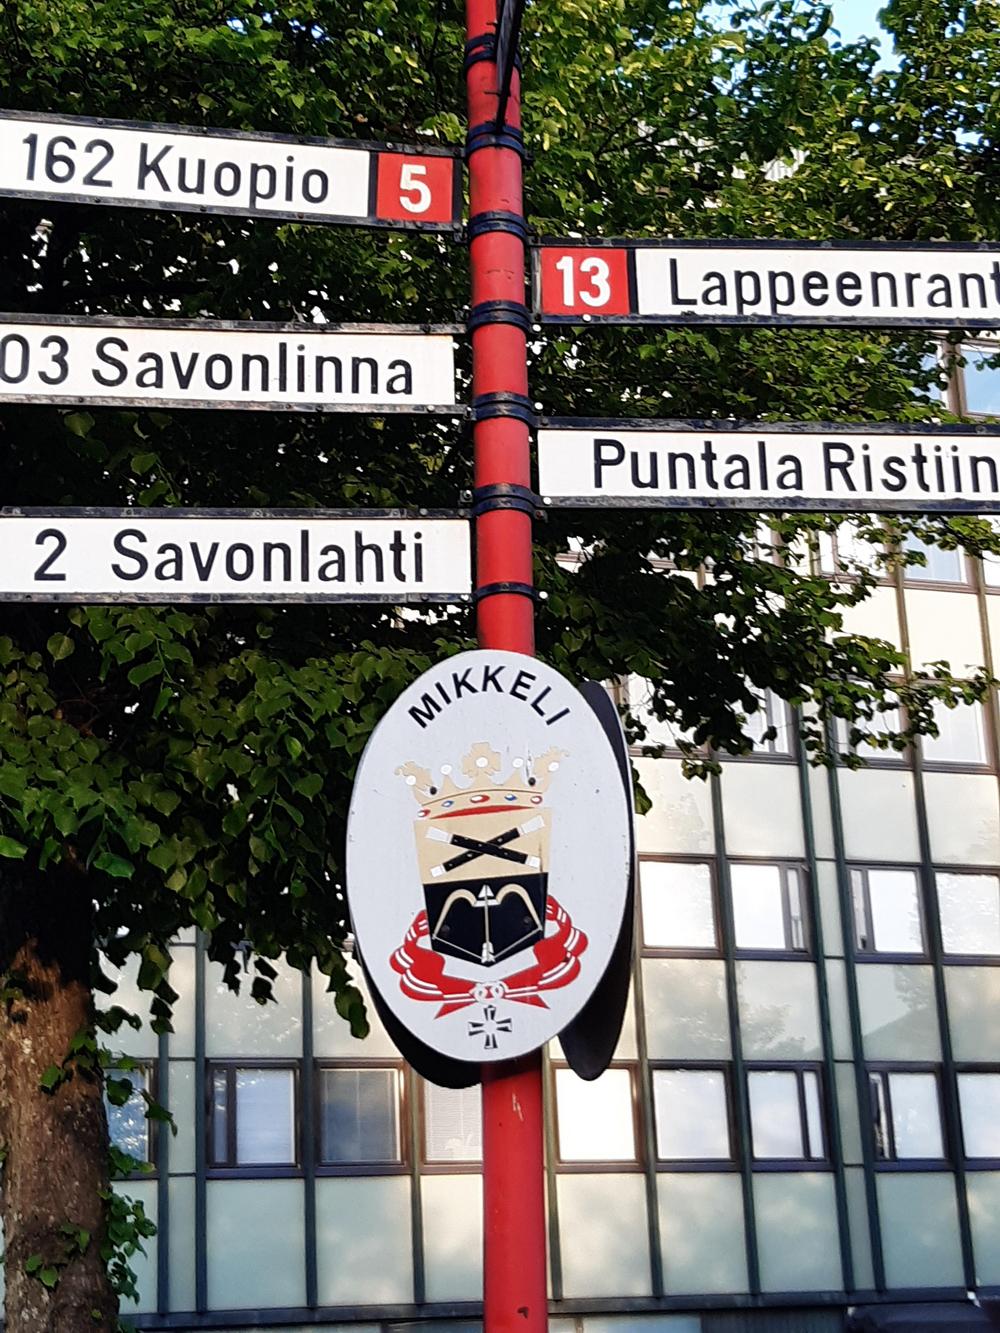 162 Kuopio 5
13 Lappeenrant
03 Savonlinna
Puntala Ristiin
2 Savonlahti
MIKKELI